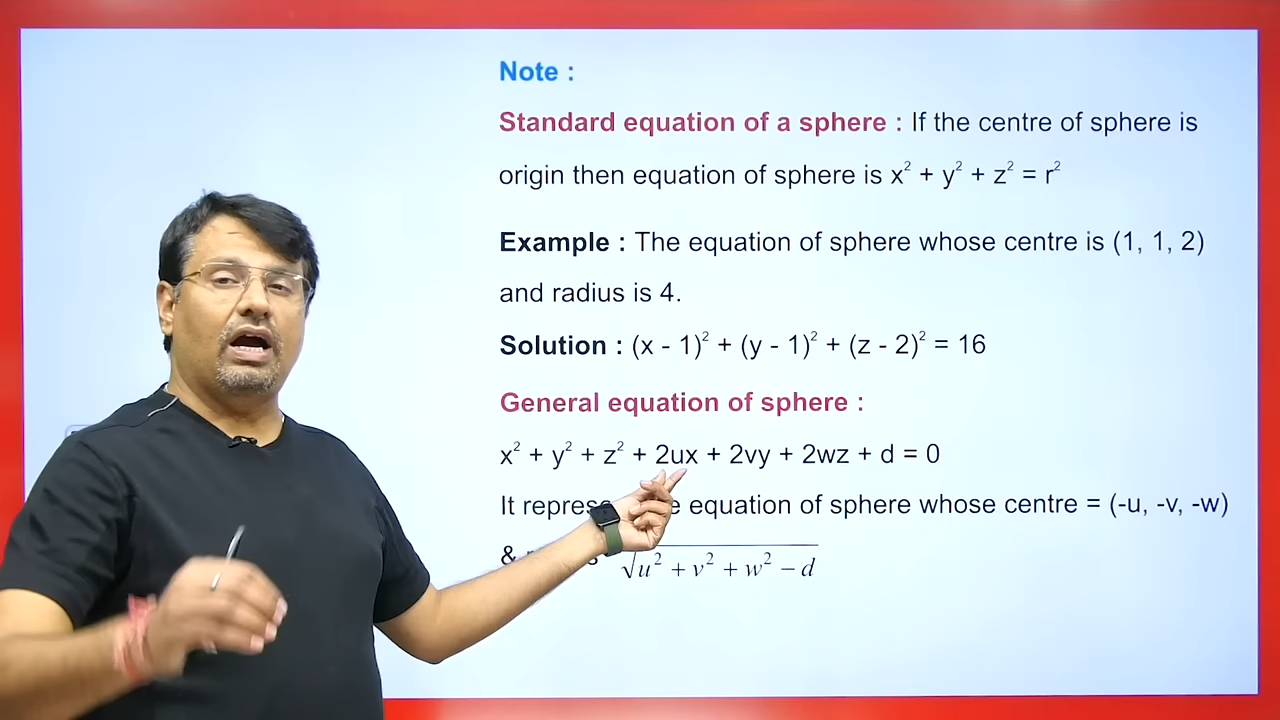 Note :
Standard equation of a sphere : If the centre of sphere is
origin then equation of sphere is x² + y² + z² = r²
Example : The equation of sphere whose centre is (1, 1, 2)
and radius is 4.
Solution : (x - 1)² + (y - 1)² + (z - 2)² = 16
General equation of sphere :
x² + y² + z² + 2ux + 2vy + 2wz + d = 0
It equation of sphere whose centre = (-u, -v, -w)
& √u² + v² + w² − d